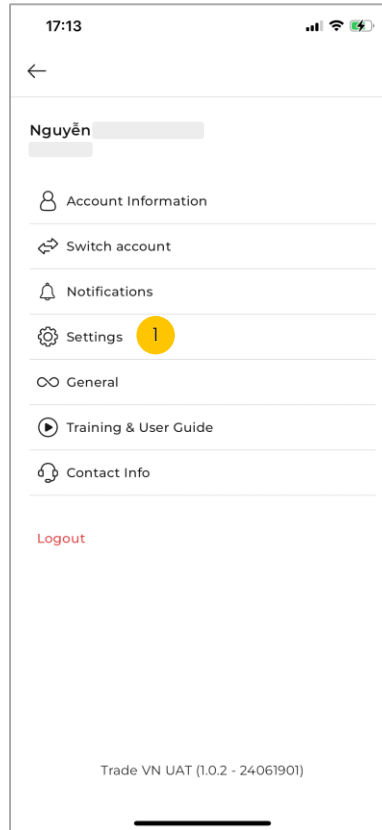 17:13
Nguyễn
Account Information
Switch account
Notifications
Settings 1
General
Training & User Guide
Contact Info
Logout
Trade VN UAT (1.0.2 - 24061901)